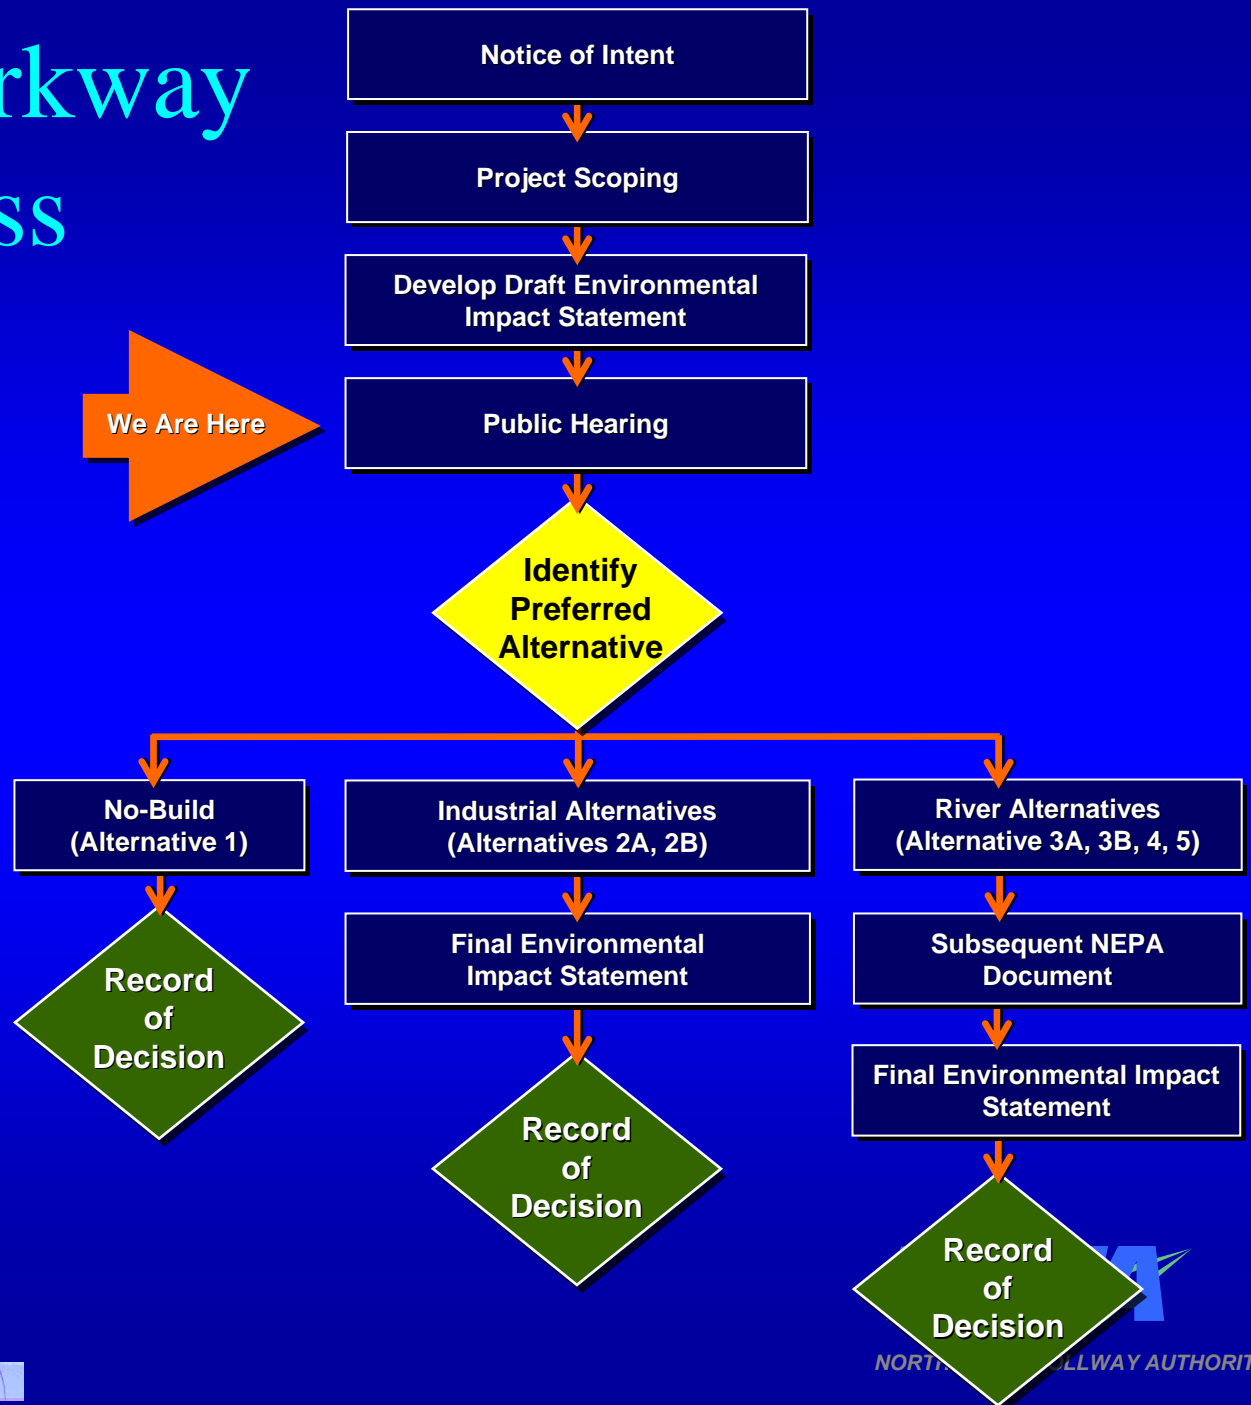 rkway
ss
Notice of Intent
Project Scoping
Develop Draft Environmental
Impact Statement
We Are Here
Public Hearing
Identify
Preferred
Alternative
No-Build
(Alternative 1)
Industrial Alternatives
(Alternatives 2A, 2B)
River Alternatives
(Alternative 3A, 3B, 4, 5)
Record
of
Decision
Final Environmental
Impact Statement
Subsequent NEPA
Document
Final Environmental Impact
Statement
Record
of
Decision
Record
of
Decision